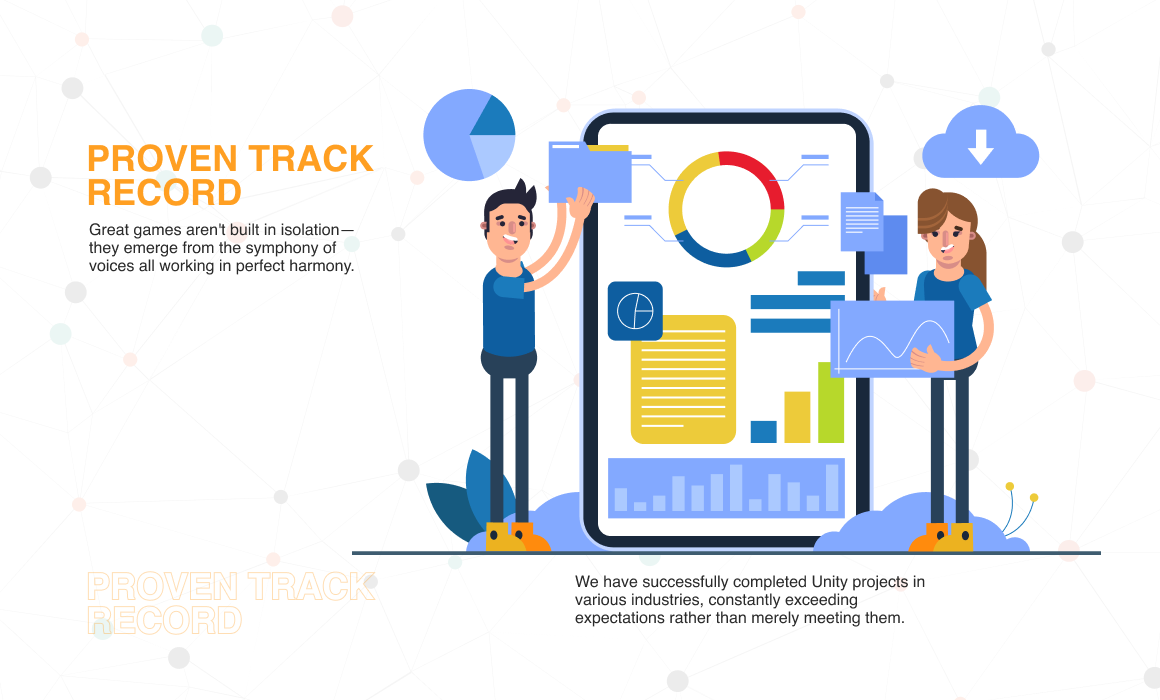 PROVEN TRACK
RECORD
Great games aren't built in isolation—
they emerge from the symphony of
voices all working in perfect harmony.
PROVEN TRACK
RECORD
We have successfully completed Unity projects in
various industries, constantly exceeding
expectations rather than merely meeting them.